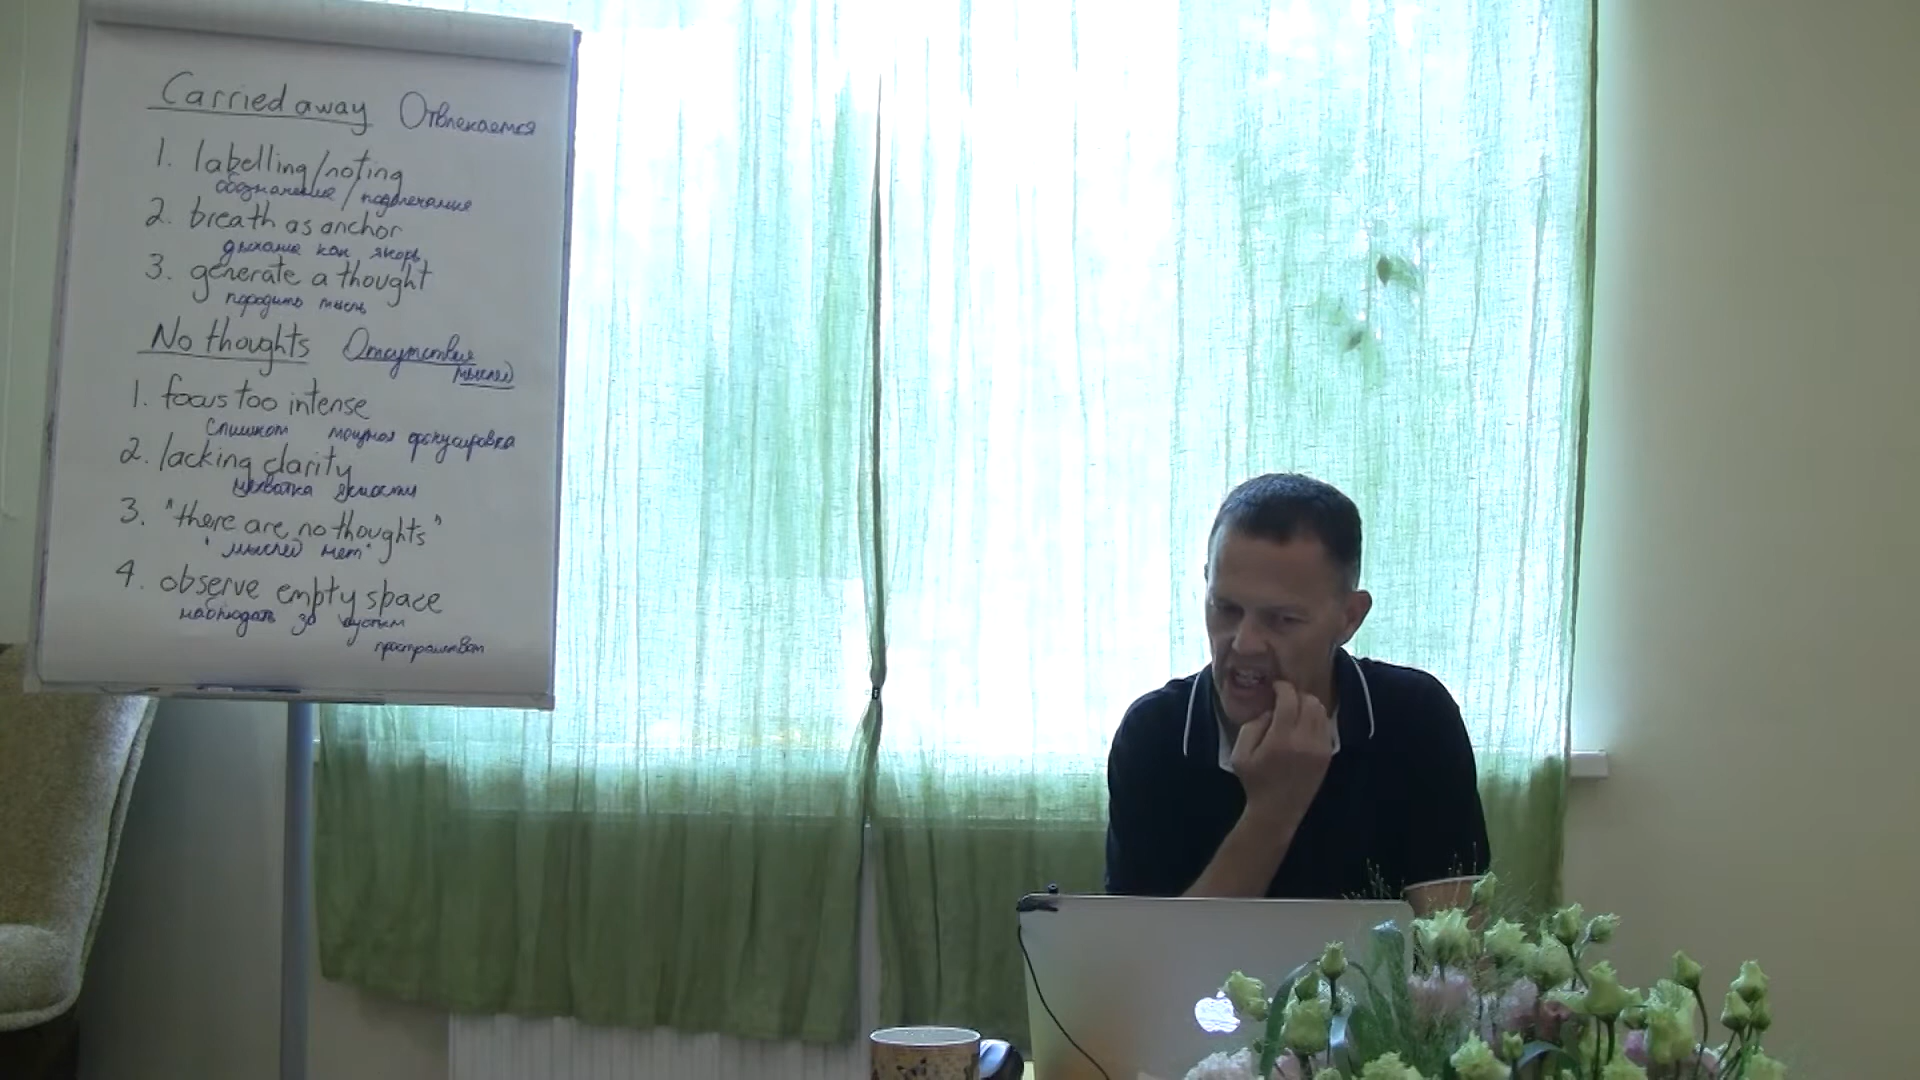 Carried away Отвлекаемся
1. labelling/noting
обозначение / подмечание
2. breath as anchor
дыхание как якорь
3. generate a thought
породить мысль
No thoughts Отсутствие
мыслей
1. focus too intense
слишком мощная фокусировка
2. lacking clarity
нехватка ясности
3. "there are no thoughts"
"мыслей нет"
4. observe empty space
наблюдать за пустым
пространством